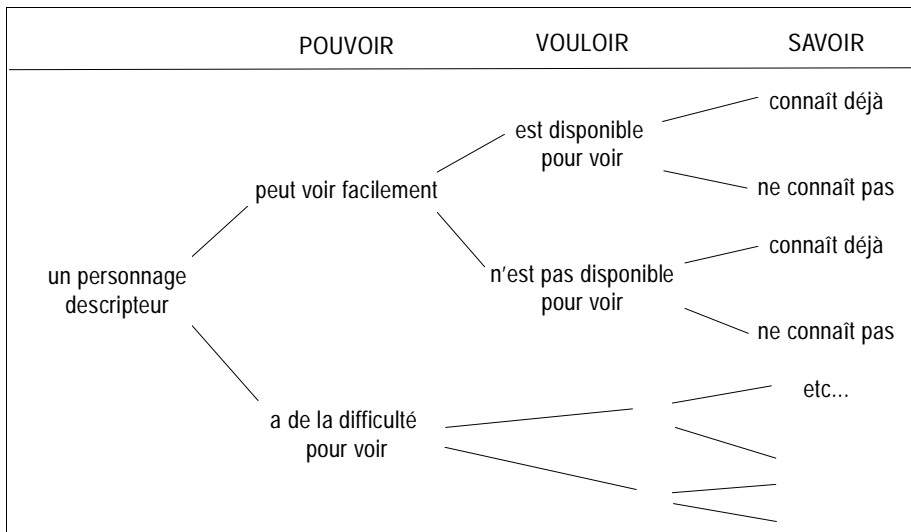 POUVOIR VOULOIR SAVOIR
connaît déjà
est disponible
pour voir
peut voir facilement
ne connaît pas
connaît déjà
un personnage
descripteur
n'est pas disponible
pour voir
ne connaît pas
etc...
a de la difficulté
pour voir